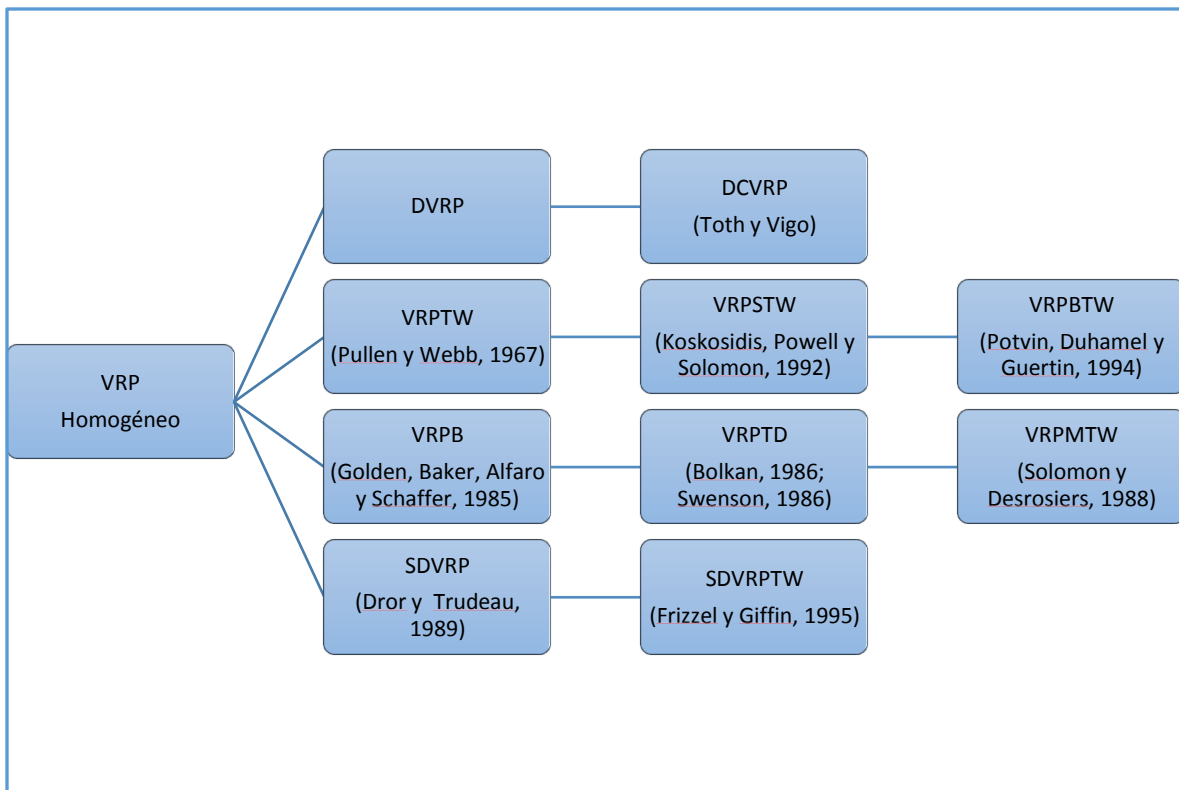 VRP
Homogéneo
DVRP
DCVRP
(Toth y Vigo)
VRPTW
(Pullen y Webb, 1967)
VRPSTW
(Koskosidis, Powell y
Solomon, 1992)
VRPBTW
(Potvin, Duhamel y
Guertin, 1994)
VRPB
(Golden, Baker, Alfaro
y Schaffer, 1985)
VRPTD
(Bolkan, 1986;
Swenson, 1986)
VRPMTW
(Solomon y
Desrosiers, 1988)
SDVRP
(Dror y Trudeau,
1989)
SDVRPTW
(Frizzel y Giffin, 1995)